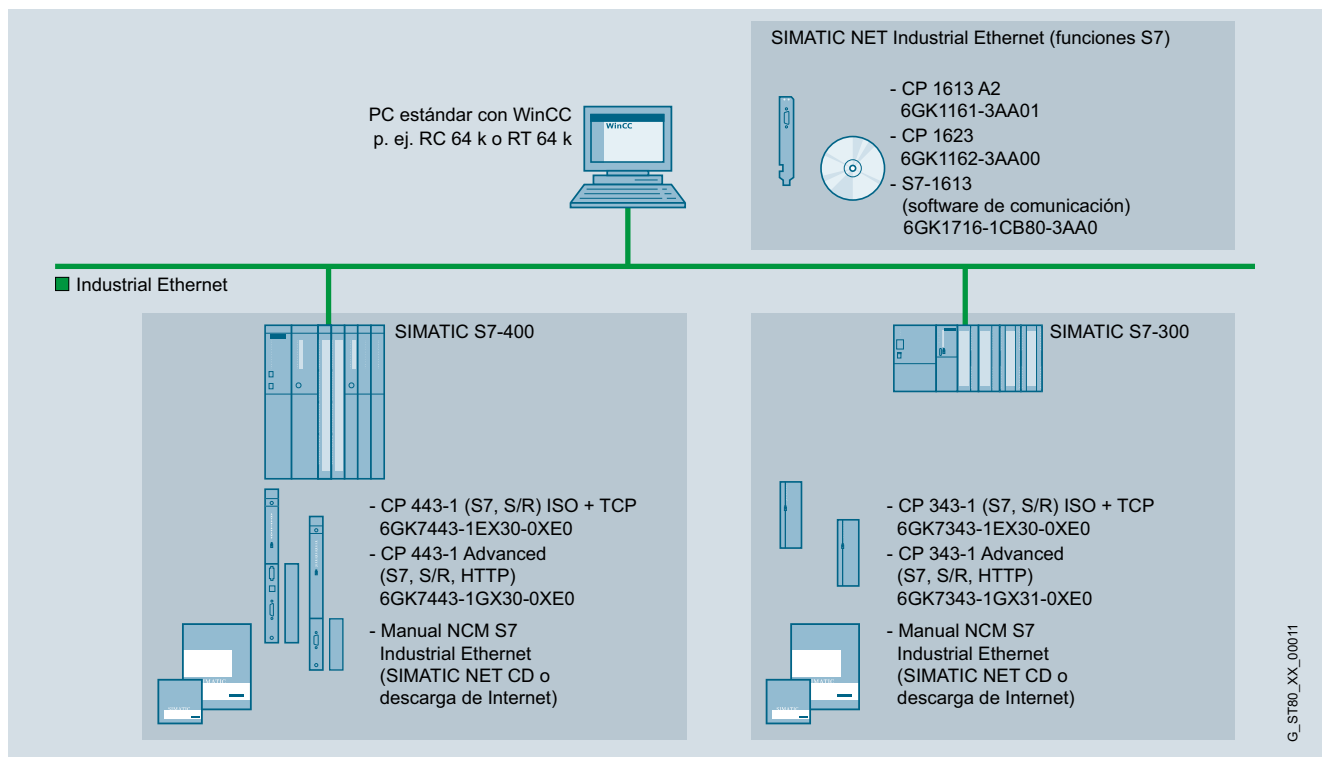 SIMATIC NET Industrial Ethernet (funciones S7)
- CP 1613 A2
6GK1161-3AA01
- CP 1623
6GK1162-3AA00
- S7-1613
(software de comunicación)
6GK1716-1CB80-3AA0
PC estándar con WinCC
p. ej. RC 64 k o RT 64 k
WinCC
Industrial Ethernet
SIMATIC S7-400
- CP 443-1 (S7, S/R) ISO + TCP
6GK7443-1EX30-0XE0
- CP 443-1 Advanced
(S7, S/R, HTTP)
6GK7443-1GX30-0XE0
- Manual NCM S7
Industrial Ethernet
(SIMATIC NET CD o
descarga de Internet)
SIMATIC
SIMATIC S7-300
- CP 343-1 (S7, S/R) ISO + TCP
6GK7343-1EX30-0XE0
- CP 343-1 Advanced
(S7, S/R, HTTP)
6GK7343-1GX31-0XE0
- Manual NCM S7
Industrial Ethernet
(SIMATIC NET CD o
descarga de Internet)
SIMATIC
G_ST80_XX_00011